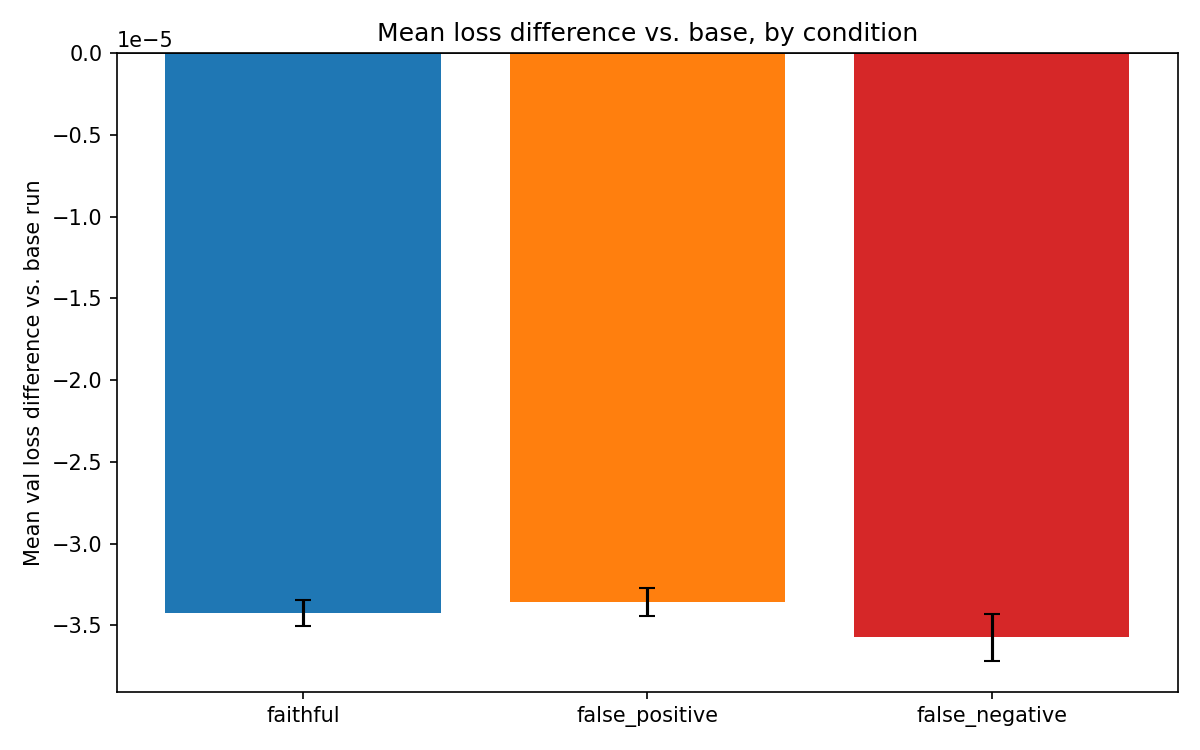 Mean loss difference vs. base, by condition
1e−5
0.0
−0.5
−1.0
−1.5
−2.0
−2.5
−3.0
−3.5
Mean val loss difference vs. base run
faithful
false_positive
false_negative